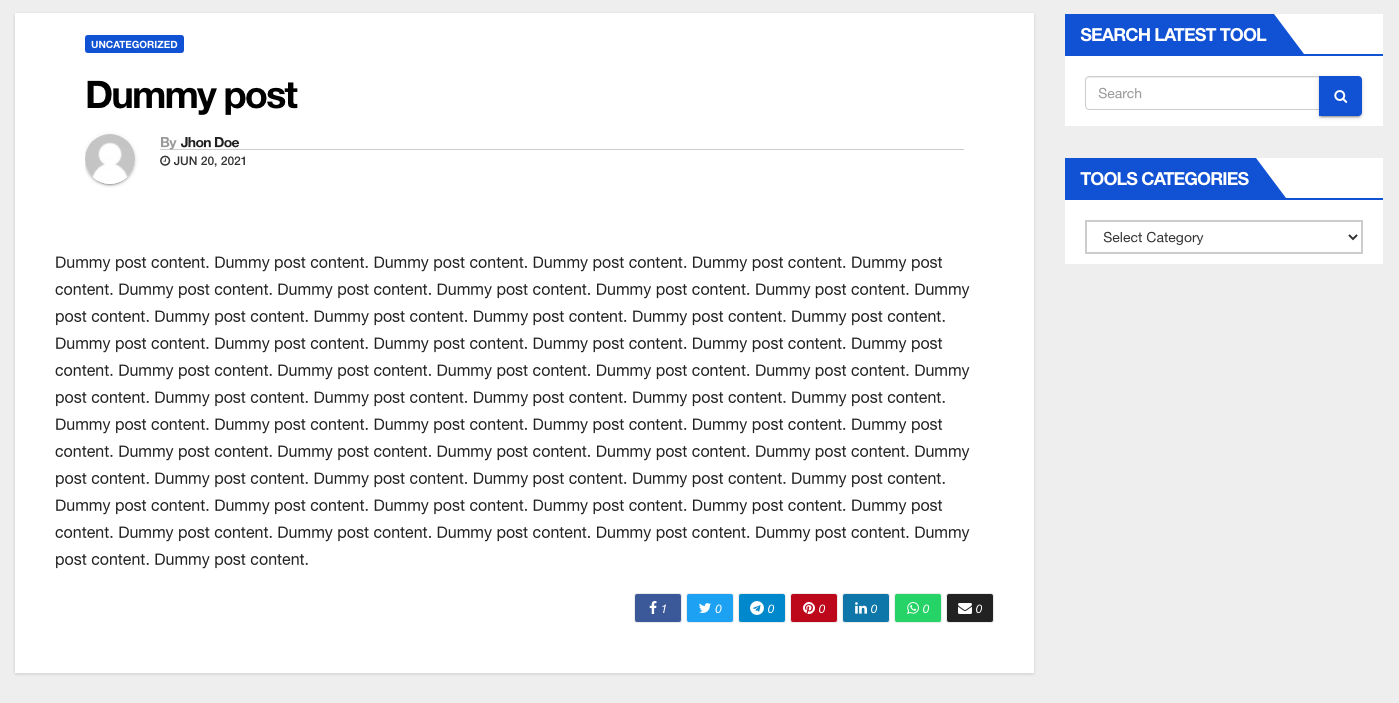 UNCATEGORIZED
Dummy post
By Jhon Doe
JUN 20, 2021
Dummy post content. Dummy post content. Dummy post content. Dummy post content. Dummy post content. Dummy post
content. Dummy post content. Dummy post content. Dummy post content. Dummy post content. Dummy post content. Dummy
post content. Dummy post content. Dummy post content. Dummy post content. Dummy post content. Dummy post content.
Dummy post content. Dummy post content. Dummy post content. Dummy post content. Dummy post content. Dummy post
content. Dummy post content. Dummy post content. Dummy post content. Dummy post content. Dummy post content. Dummy
post content. Dummy post content. Dummy post content. Dummy post content. Dummy post content. Dummy post content.
Dummy post content. Dummy post content. Dummy post content. Dummy post content. Dummy post content. Dummy post
content. Dummy post content. Dummy post content. Dummy post content. Dummy post content. Dummy post content. Dummy
post content. Dummy post content. Dummy post content. Dummy post content. Dummy post content. Dummy post content.
Dummy post content. Dummy post content. Dummy post content. Dummy post content. Dummy post content. Dummy post
content. Dummy post content. Dummy post content. Dummy post content. Dummy post content. Dummy post content. Dummy
post content. Dummy post content.
1 0 0 0 0 0 0
SEARCH LATEST TOOL
Search
TOOLS CATEGORIES
Select Category